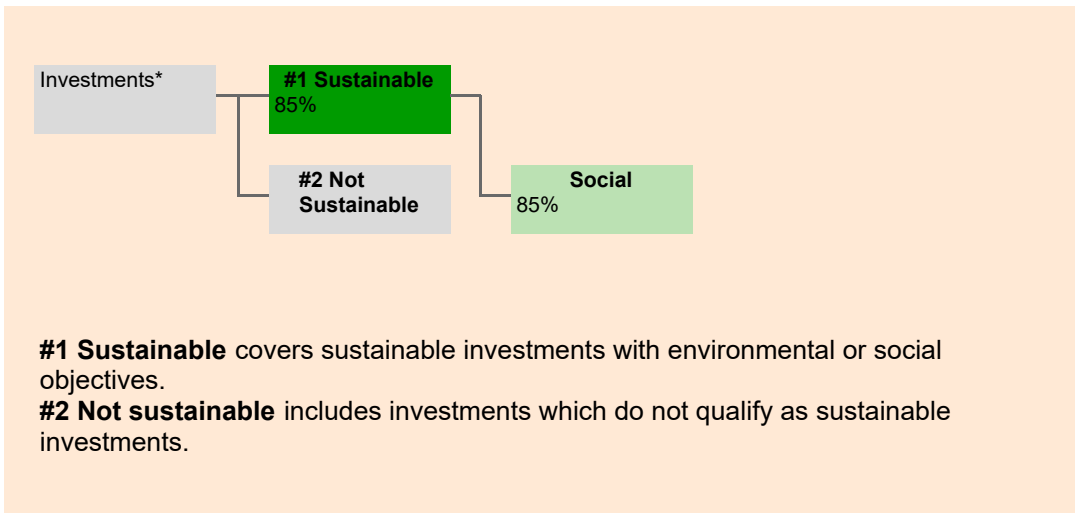 Investments*
#1 Sustainable
85%
#2 Not
Sustainable
Social
85%
#1 Sustainable covers sustainable investments with environmental or social
objectives.
#2 Not sustainable includes investments which do not qualify as sustainable
investments.